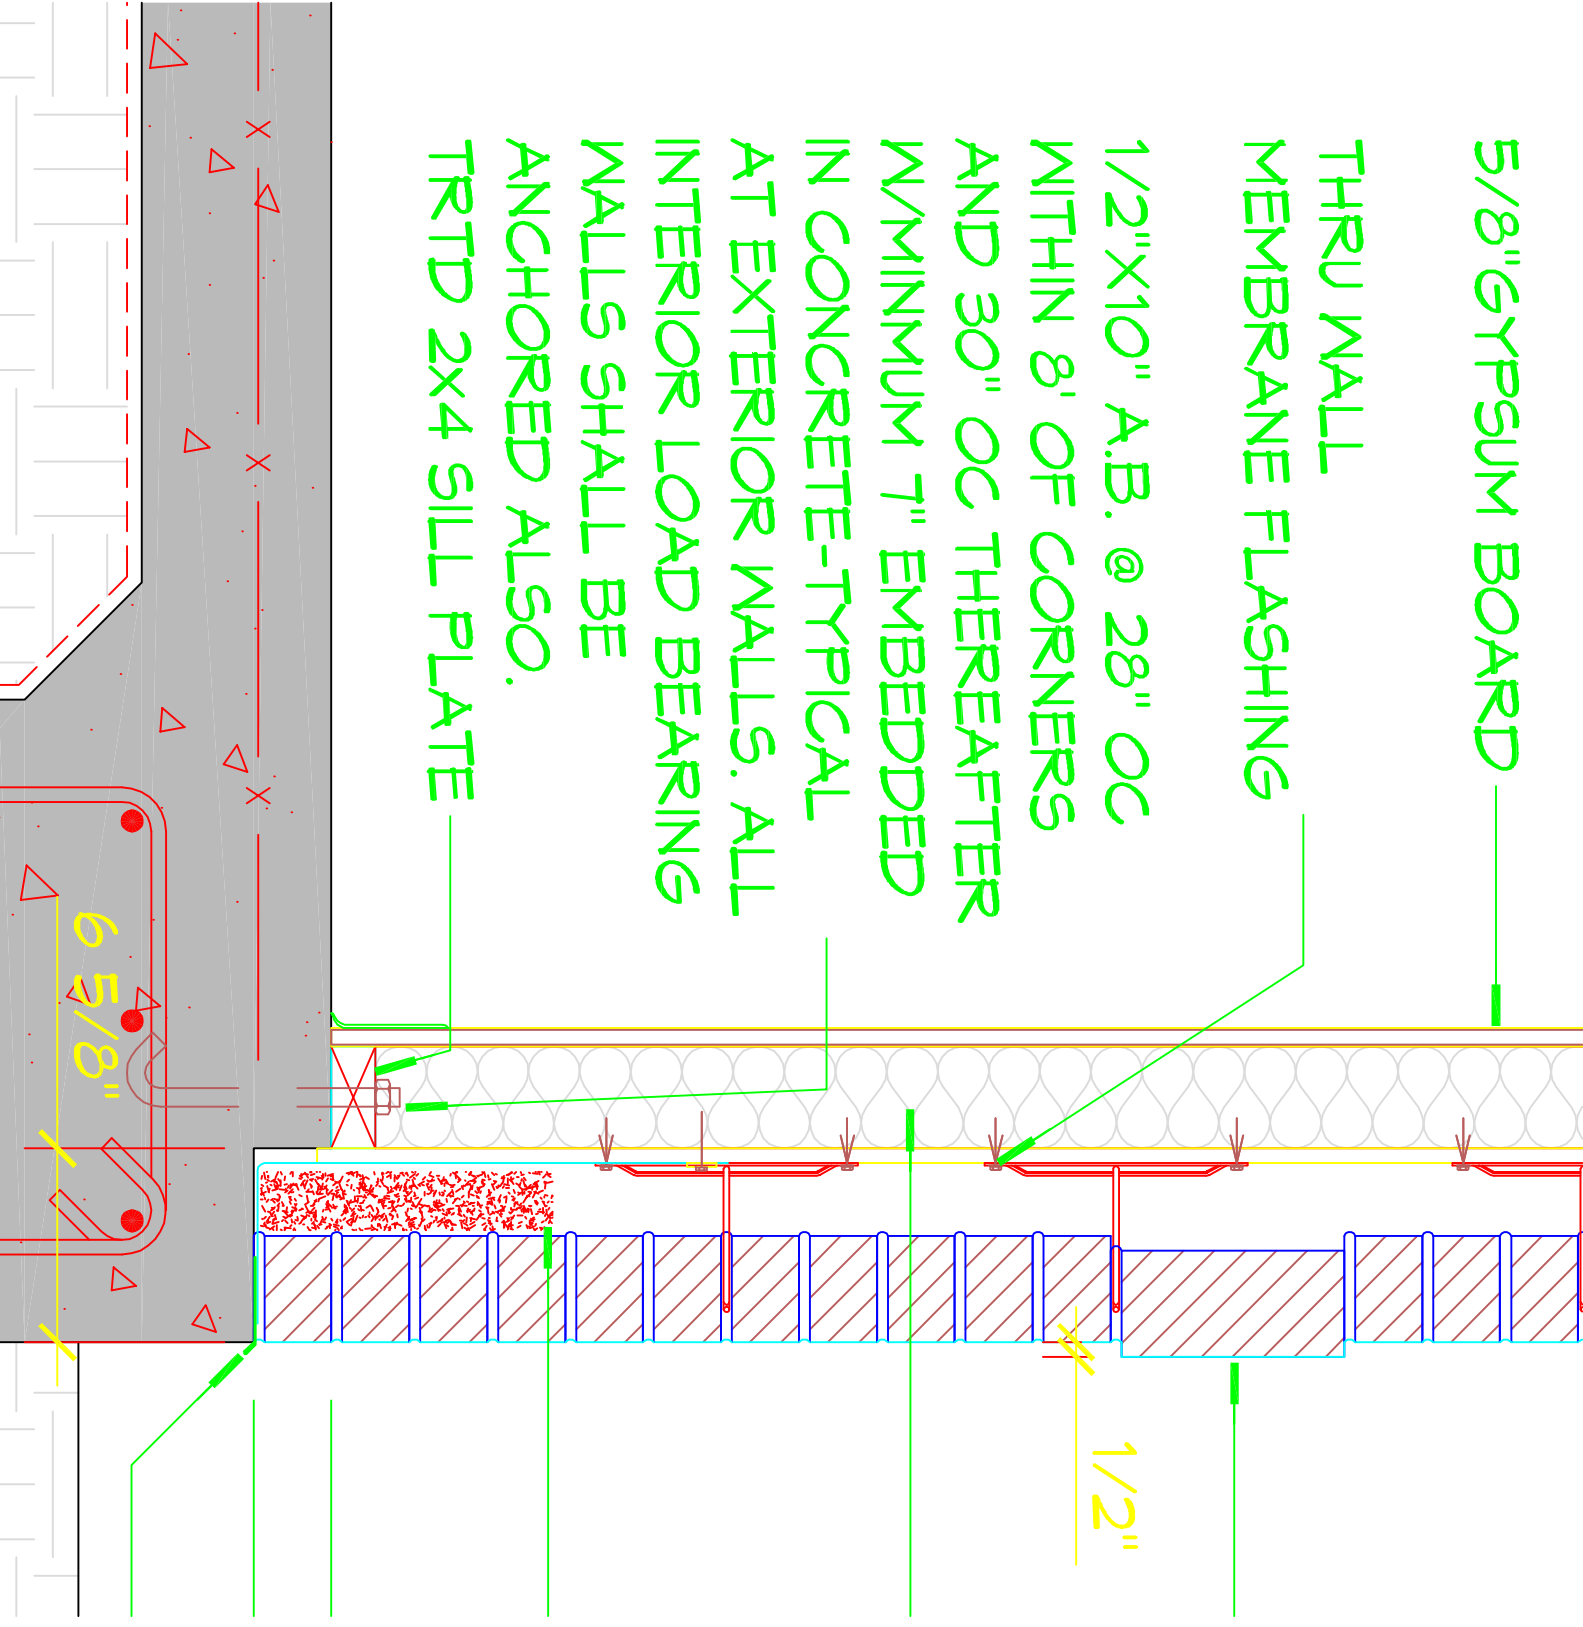 5/8"GYPSUM BOARD
THRU WALL
MEMBRANE FLASHING
1/2"X10" A.B. @ 28" OC
WITHIN 8' OF CORNERS
AND 30" OC THEREAFTER
W/MINMUM 7" EMBEDDED
IN CONCRETE-TYPICAL
AT EXTERIOR WALLS. ALL
INTERIOR LOAD BEARING
WALLS SHALL BE
ANCHORED ALSO.
TRTD 2X4 SILL PLATE
6 5/8"
1/2"